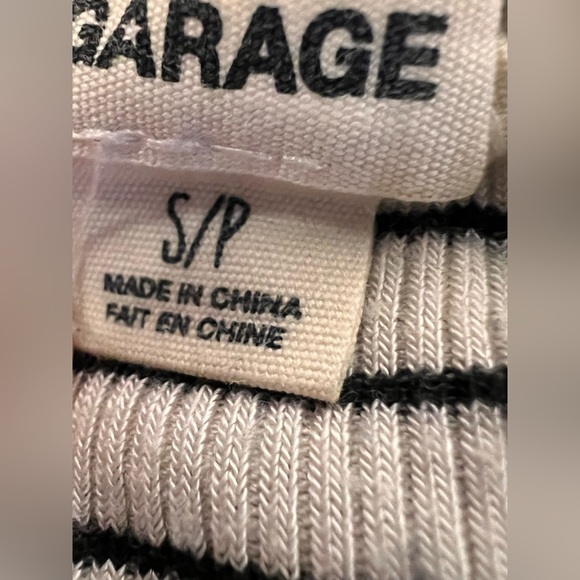 GARAGE
S/P
MADE IN CHINA
FAIT EN CHINE